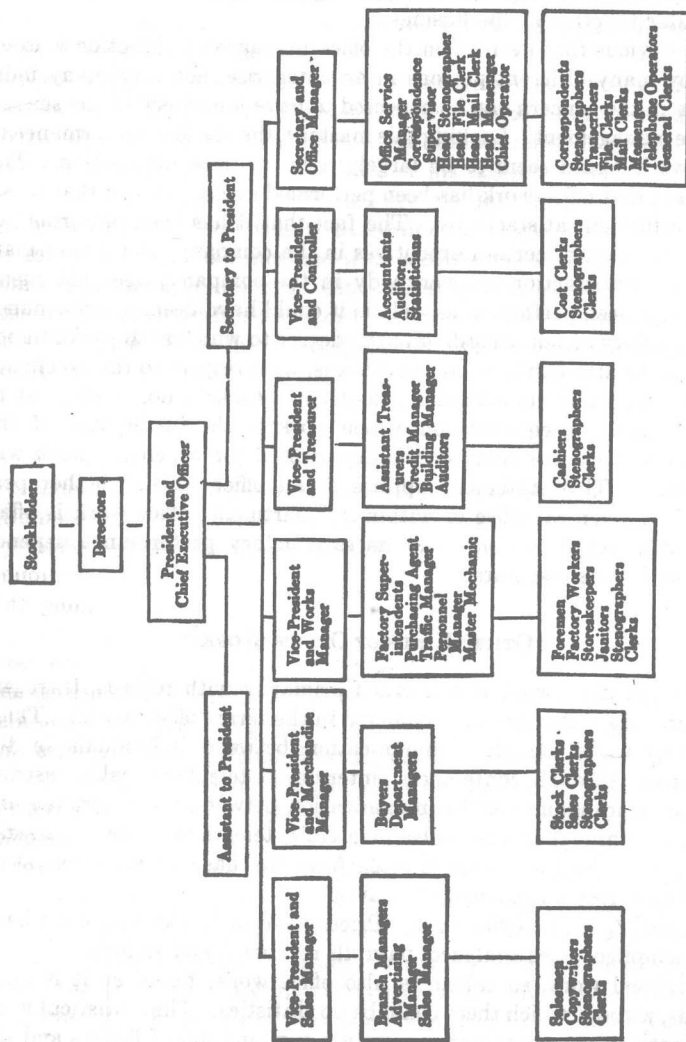 Stockholders
Directors
President and
Chief Executive Officer
Assistant to President
Secretary to President
Vice-President and
Sales Manager
Vice-President
and Merchandise
Manager
Vice-President
and Works
Manager
Vice-President
and Treasurer
Vice-President
and Controller
Secretary and
Office Manager
Branch managers
Advertising
Manager
Sales Manager
Buyers
Department
Managers
Factory Super-
intendents
Purchasing Agent
Traffic Manager
Personnel
Manager
Master Mechanic
Assistant Treas-
urers
Credit Manager
Building Manager
Auditors
Accountants
Auditors
Statisticians
Office Service
Manager
Correspondence
Supervisor
Head Stenographer
Head File Clerk
Head Mail Clerk
Head Messenger
Chief Operator
Salesmen
Copywriters
Stenographers
Clerks
Stock Clerks
Sales Clerks
Stenographers
Clerks
Foremen
Factory Workers
Storekeepers
Janitors
Stenographers
Clerks
Cashiers
Stenographers
Clerks
Cost Clerks
Stenographers
Clerks
Correspondents
Stenographers
Transcribers
File Clerks
Mail Clerks
Messengers
Telephone Operators
General Clerks